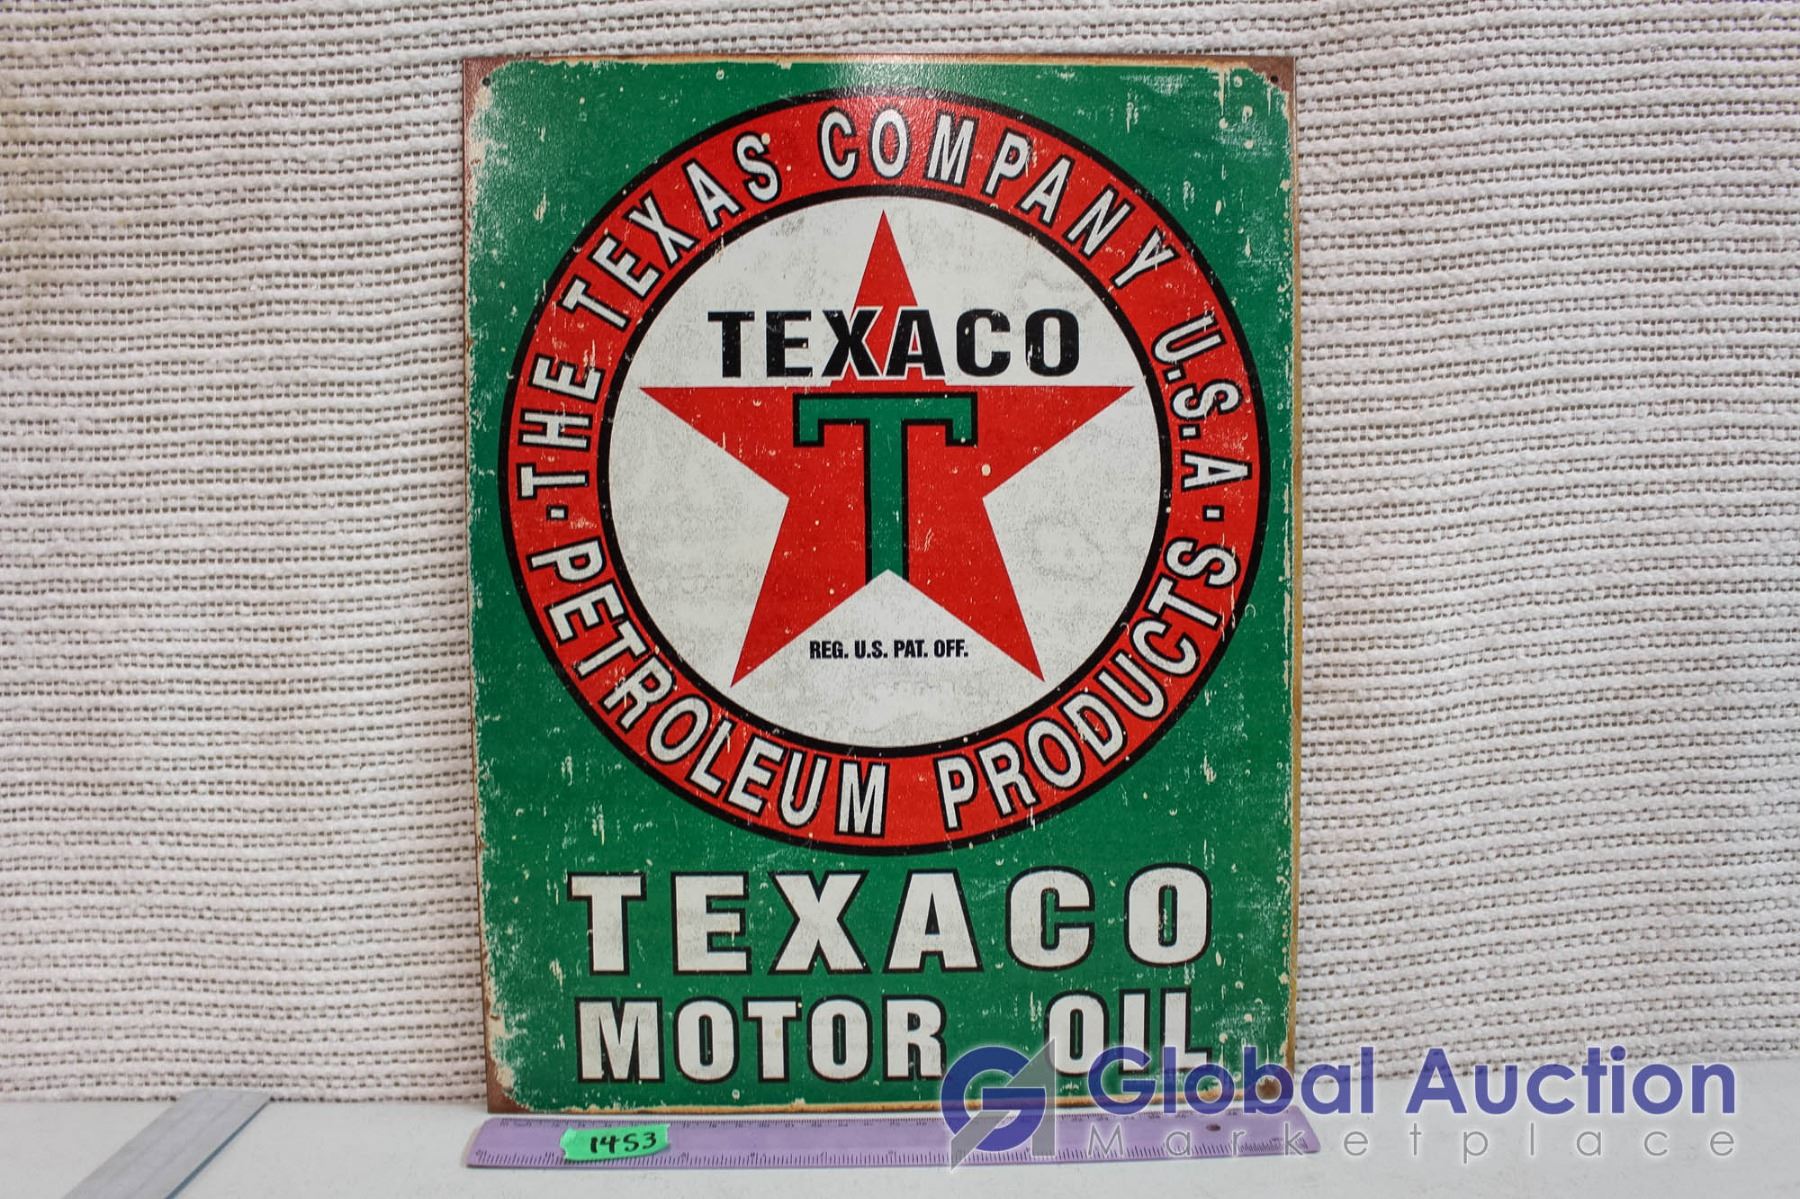 THE TEXAS COMPANY U.S.A.
PETROLEUM PRODUCTS
TEXACO
T
REG. U.S. PAT. OFF.
TEXACO
MOTOR OIL
1453
Global Auction
Marketplace